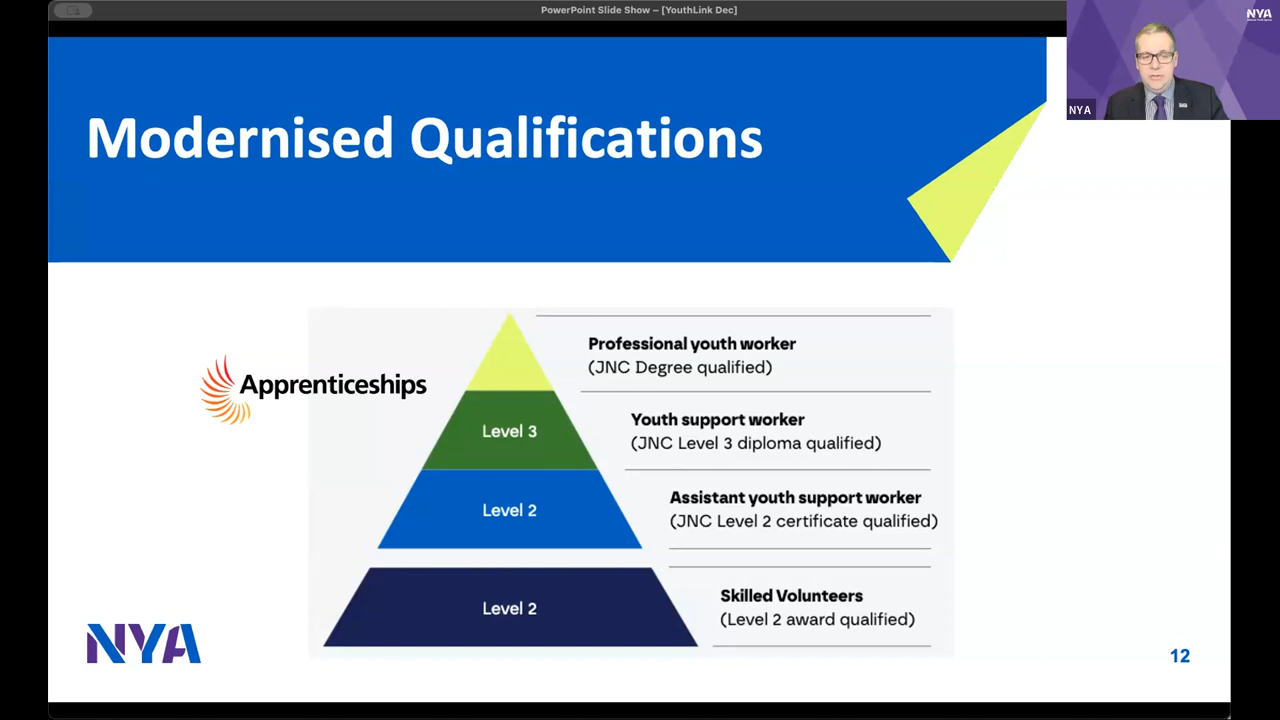 PowerPoint Slide Show – [YouthLink Dec]
NYA
NYA
Modernised Qualifications
Professional youth worker
(JNC Degree qualified)
Apprenticeships
Level 3
Youth support worker
(JNC Level 3 diploma qualified)
Level 2
Assistant youth support worker
(JNC Level 2 certificate qualified)
Level 2
Skilled Volunteers
(Level 2 award qualified)
NYA
12